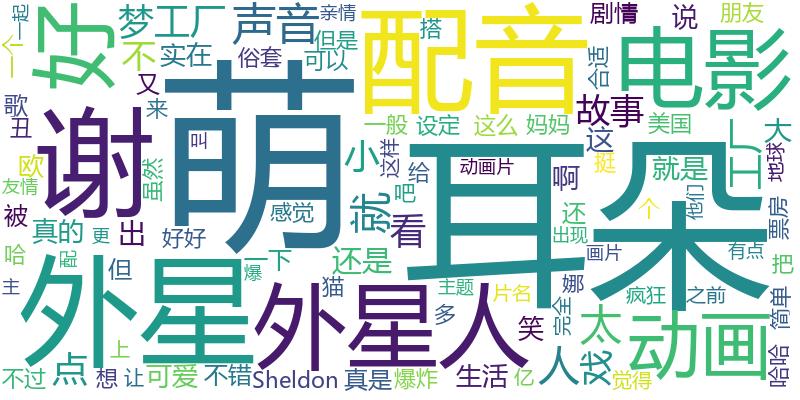 好
梦工厂
声音
亲情
但是
俗套
可以
配音
搭
剧情
说
朋友
合适
电影
一起
个
不
实在
又
来
歌
丑
谢
萌
叫
虽然
小
一般
设定
这么
妈妈
故事
这
美国
大
工厂
地球
欧
友情
被
哈
主
真的
更
出
好好
感觉
就
这样
给
吧
看
动画片
耳朵
啊
挺
还
出现
就是
个
他们
画片
有点
票房
把
外星
但
起
一下
爆
还是
猫
外星人
主题
多
片名
娜
完全
笑
疯狂
之前
太
动画
简单
哈哈
不过
点
上
想
让
可爱
不错
Sheldon
真是
爆炸
生活
亿
人
戏
觉得